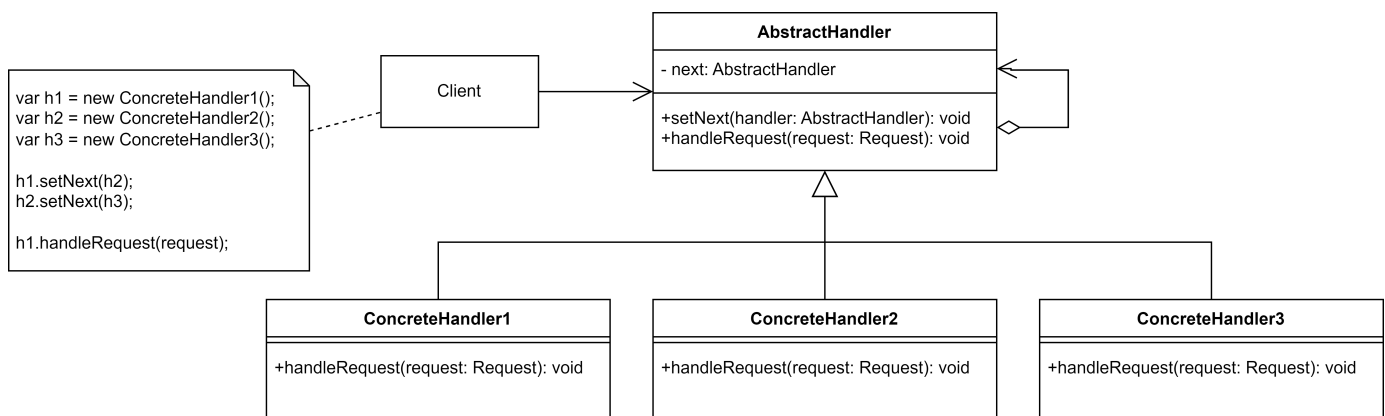 var h1 = new ConcreteHandler1();
var h2 = new ConcreteHandler2();
var h3 = new ConcreteHandler3();
h1.setNext(h2);
h2.setNext(h3);
h1.handleRequest(request);
Client
AbstractHandler
- next: AbstractHandler
+setNext(handler: AbstractHandler): void
+handleRequest(request: Request): void
ConcreteHandler1
+handleRequest(request: Request): void
ConcreteHandler2
+handleRequest(request: Request): void
ConcreteHandler3
+handleRequest(request: Request): void